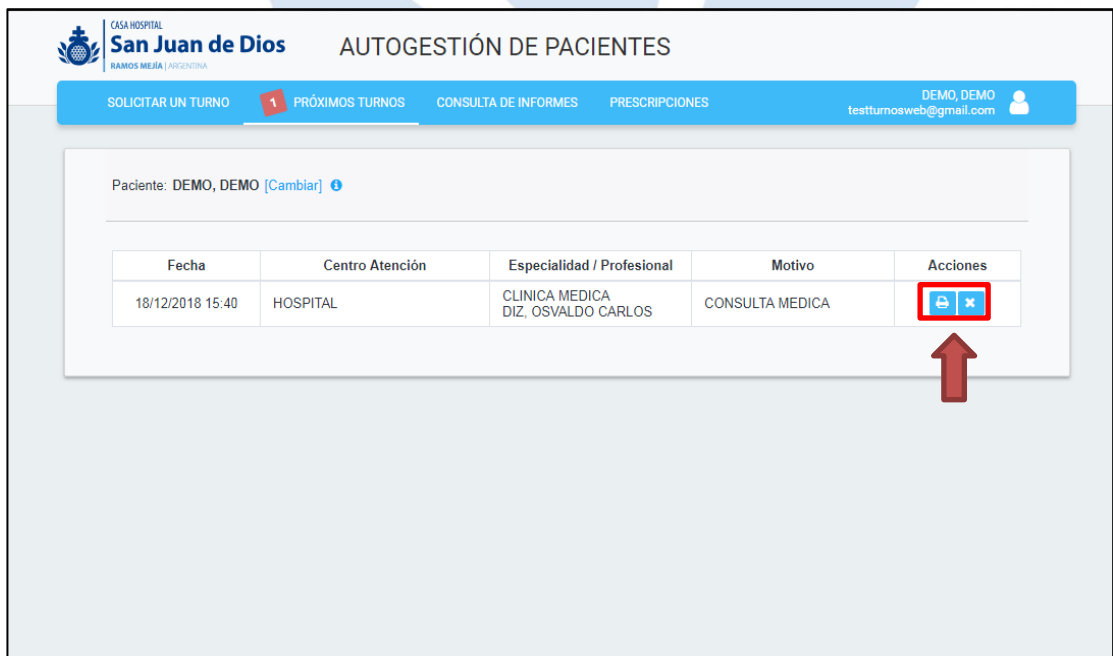 CASA HOSPITAL
San Juan de Dios
RAMOS MEJÍA | ARGENTINA
AUTOGESTIÓN DE PACIENTES
SOLICITAR UN TURNO
1 PRÓXIMOS TURNOS
CONSULTA DE INFORMES
PRESCRIPCIONES
DEMO, DEMO
testturnosweb@gmail.com
Paciente: DEMO, DEMO [Cambiar]
Fecha Centro Atención Especialidad / Profesional Motivo Acciones
18/12/2018 15:40 HOSPITAL CLINICA MEDICA CONSULTA MEDICA
DIZ, OSVALDO CARLOS